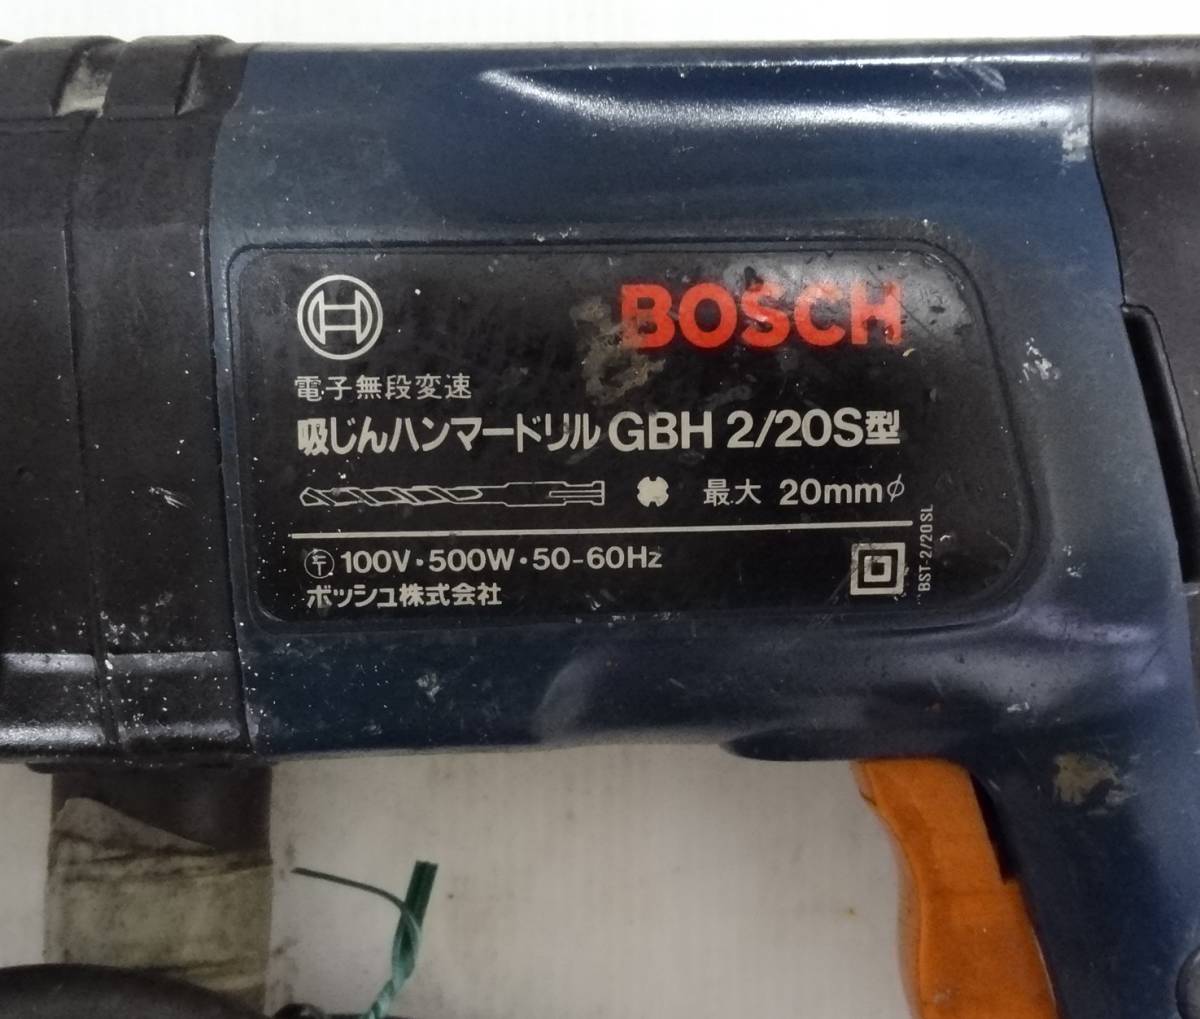 BOSCH
電子無段変速
吸じんハンマードリル GBH 2/20S型
最大 20mmφ
100V・500W・50-60Hz
ボッシュ株式会社
BST-2/20SL